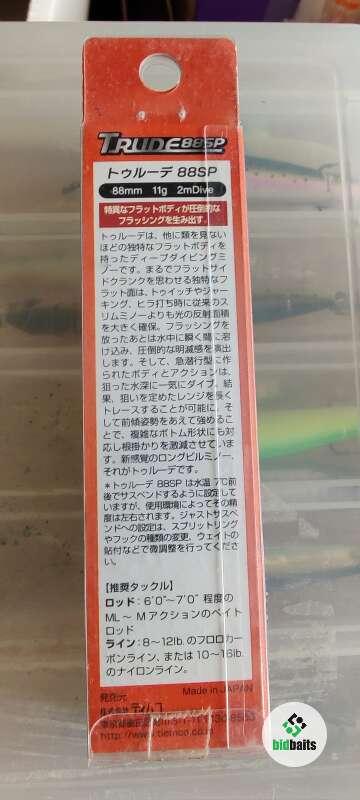 TRUDE88SP
トゥルーデ 88SP
88mm 11g 2mDive
特異なフラットボディが圧倒的な
フラッシングを生み出す。
トゥルーデは、他に類を見ない
ほどの独特なフラットボディを
持ったディープダイビングミ
ノーです。まるでフラットサイ
ドクランクを思わせる独特なフ
ラット面は、トゥイッチやジャー
キング、ヒラ打ち時に従来のス
リムミノーよりも光の反射面積
を大きく確保。フラッシングを
放ったあとは水中に瞬く間に溶
け込み、圧倒的な明滅感を演出
します。そして、急潜行型に作
られたボディとアクションは、
狙った水深に一気にダイブ。結
果、狙いを定めたレンジを長く
トレースすることが可能に。そ
して前傾姿勢をあえて強めるこ
とで、複雑なボトム形状にも対
応し根掛かりを激減させていま
す。新感覚のロングビルミノー、
それがトゥルーデです。
*トゥルーデ 88SP は水温 7℃前
後でサスペンドするように設定して
いますが、使用環境によってその精
度は左右されます。ジャストサスペ
ンドへの設定は、スプリットリング
やフックの種類の変更、ウェイトの
貼付などで微調整を行ってくださ
い。
【推奨タックル】
ロッド:6'0"〜7'0" 程度の
ML〜Mアクションのベイト
ロッド
ライン:8〜12lb.のフロロカー
ボンライン、または10〜16lb.
のナイロンライン。
発売元 Made in JAPAN
株式会社ティムコ
http://www.tiemco.co.jp
bidbaits